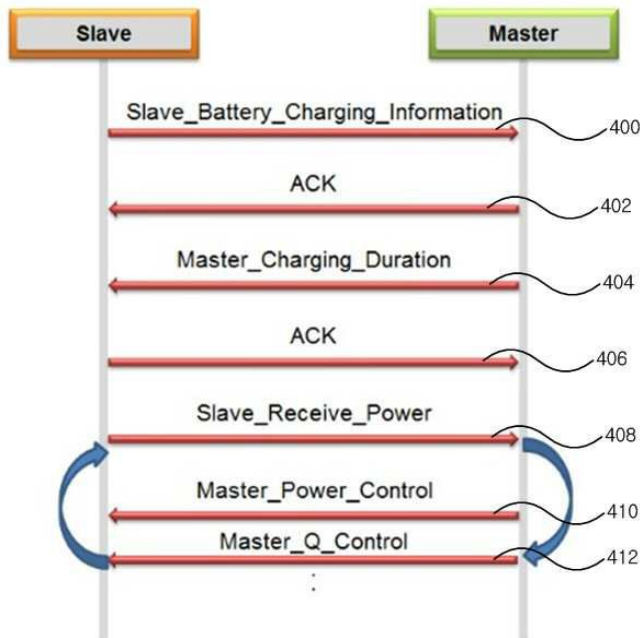 Slave
Master
Slave_Battery_Charging_Information
400
ACK
402
Master_Charging_Duration
404
ACK
406
Slave_Receive_Power
408
Master_Power_Control
410
Master_Q_Control
412
: